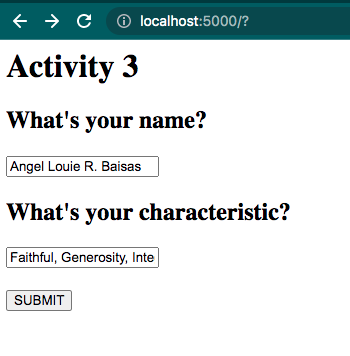 localhost:5000/?
Activity 3
What's your name?
Angel Louie R. Baisas
What's your characteristic?
Faithful, Generosity, Inte
SUBMIT